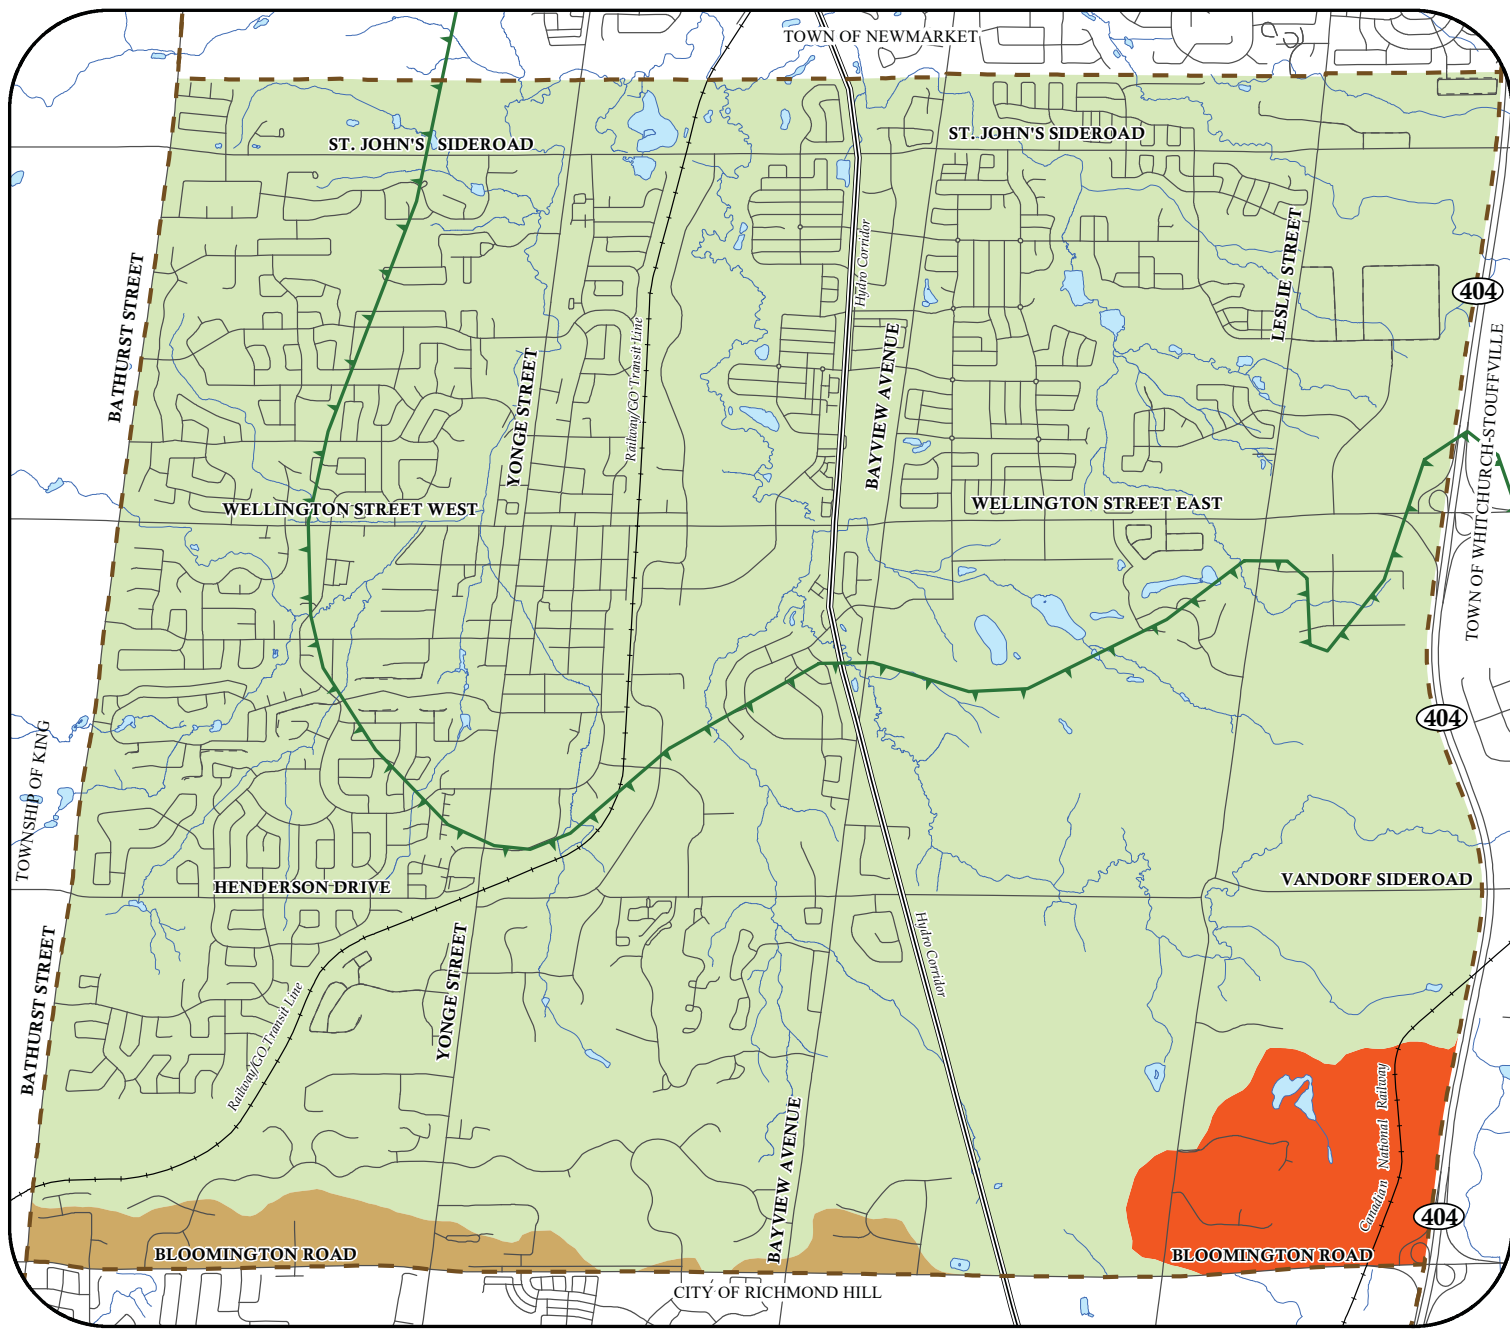 TOWN OF NEWMARKET
ST. JOHN'S SIDEROAD
ST. JOHN'S SIDEROAD
BATHURST STREET
YONGE STREET
Railway/GO Transit Line
Hydro Corridor
BAYVIEW AVENUE
LESLIE STREET
404
TOWN OF WHITCHURCH-STOUFFVILLE
WELLINGTON STREET WEST
WELLINGTON STREET EAST
404
TOWNSHIP OF KING
HENDERSON DRIVE
VANDORF SIDEROAD
BATHURST STREET
YONGE STREET
Hydro Corridor
Railway/GO Transit Line
BAYVIEW AVENUE
Canadian National Railway
404
BLOOMINGTON ROAD
BLOOMINGTON ROAD
CITY OF RICHMOND HILL